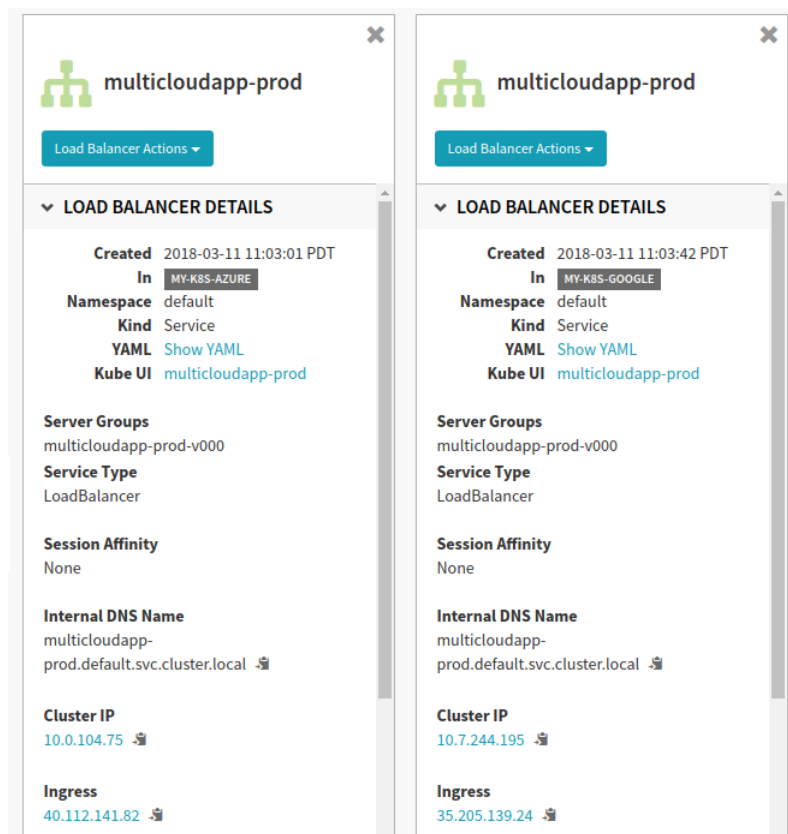 multicloudapp-prod
Load Balancer Actions
LOAD BALANCER DETAILS
Created 2018-03-11 11:03:01 PDT
In MY-K8S-AZURE
Namespace default
Kind Service
YAML Show YAML
Kube UI multicloudapp-prod
Server Groups
multicloudapp-prod-v000
Service Type
LoadBalancer
Session Affinity
None
Internal DNS Name
multicloudapp-
prod.default.svc.cluster.local
Cluster IP
10.0.104.75
Ingress
40.112.141.82
multicloudapp-prod
Load Balancer Actions
LOAD BALANCER DETAILS
Created 2018-03-11 11:03:42 PDT
In MY-K8S-GOOGLE
Namespace default
Kind Service
YAML Show YAML
Kube UI multicloudapp-prod
Server Groups
multicloudapp-prod-v000
Service Type
LoadBalancer
Session Affinity
None
Internal DNS Name
multicloudapp-
prod.default.svc.cluster.local
Cluster IP
10.7.244.195
Ingress
35.205.139.24